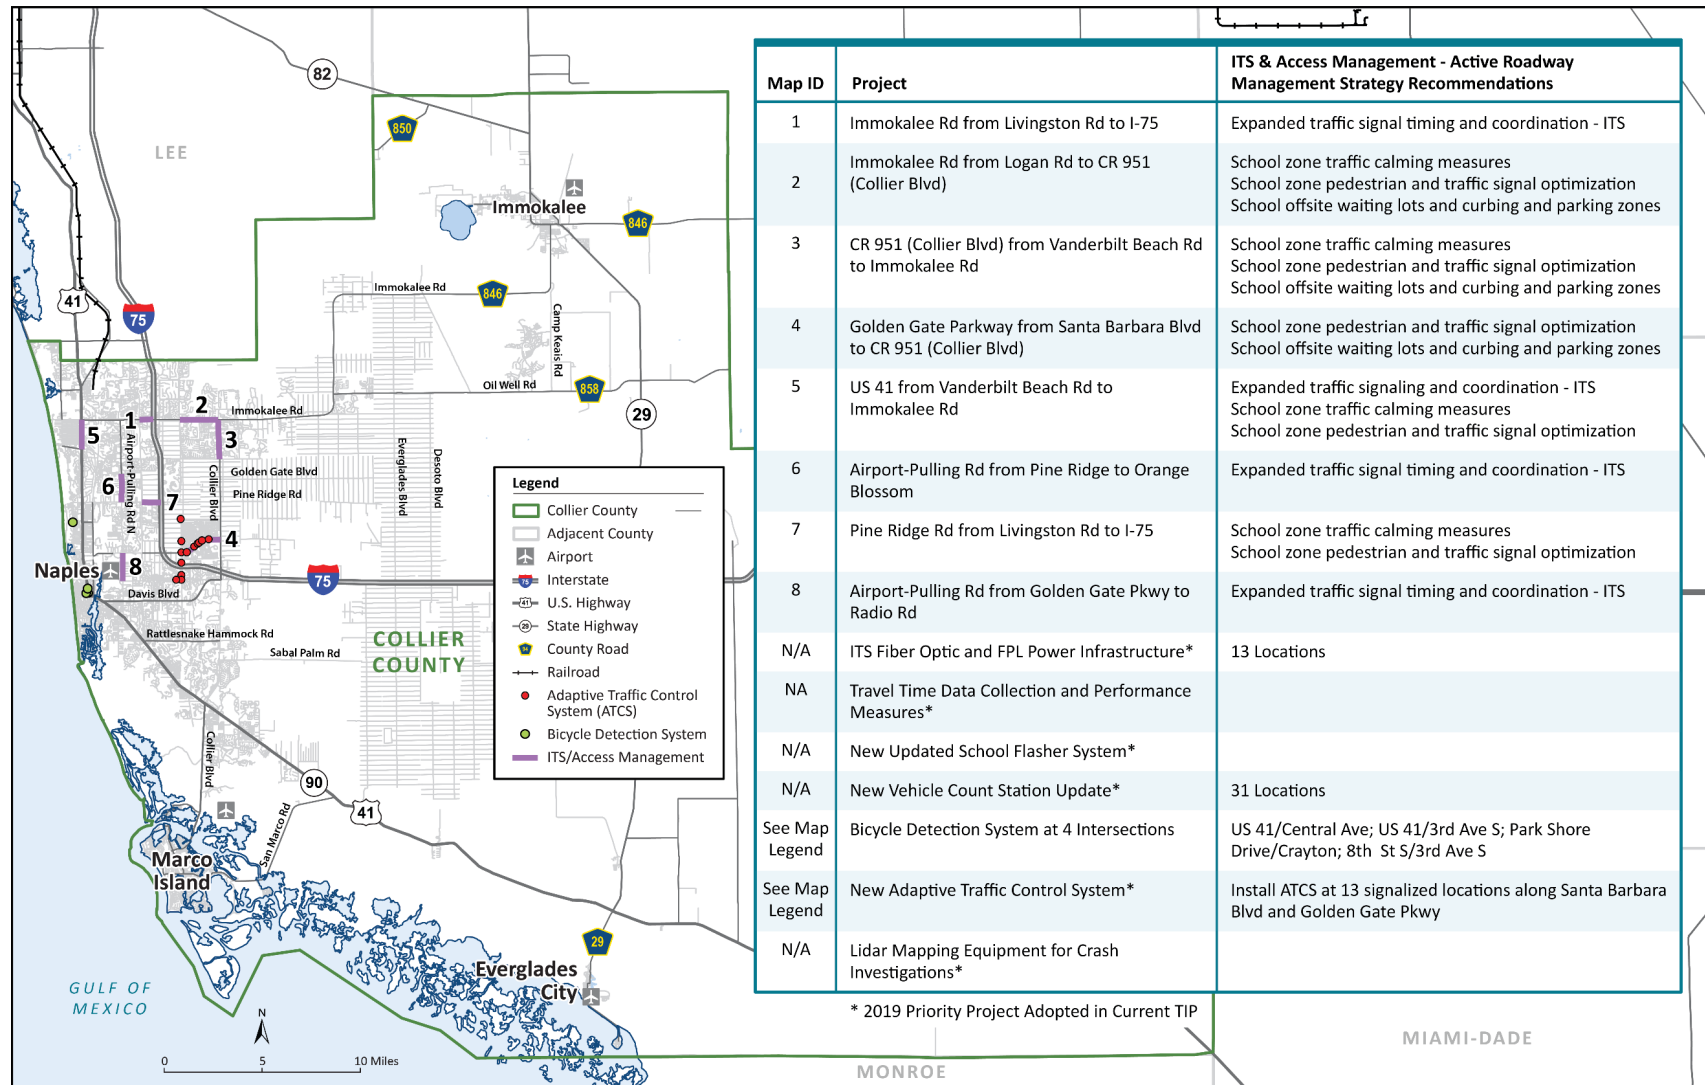 82
LEE
850
Immokalee
846
41
75
Immokalee Rd
846
Camp Keais Rd
Oil Well Rd
858
29
1
2
Immokalee Rd
5
3
Airport-Pulling Rd N
Collier Blvd
Golden Gate Blvd
Pine Ridge Rd
Everglades Blvd
Desoto Blvd
6
7
4
8
Naples
75
Davis Blvd
Rattlesnake Hammock Rd
Sabal Palm Rd
COLLIER
COUNTY
Collier Blvd
90
41
San Marco Rd
Marco
Island
29
Everglades
City
GULF OF
MEXICO
N
0 5 10 Miles
MONROE
MIAMI-DADE
Legend
Collier County
Adjacent County
Airport
75 Interstate
41 U.S. Highway
29 State Highway
County Road
Railroad
Adaptive Traffic Control
System (ATCS)
Bicycle Detection System
ITS/Access Management
ITS & Access Management - Active Roadway
Map ID Project Management Strategy Recommendations
1 Immokalee Rd from Livingston Rd to I-75 Expanded traffic signal timing and coordination - ITS
Immokalee Rd from Logan Rd to CR 951 School zone traffic calming measures
2 (Collier Blvd) School zone pedestrian and traffic signal optimization
School offsite waiting lots and curbing and parking zones
3 CR 951 (Collier Blvd) from Vanderbilt Beach Rd School zone traffic calming measures
to Immokalee Rd School zone pedestrian and traffic signal optimization
School offsite waiting lots and curbing and parking zones
4 Golden Gate Parkway from Santa Barbara Blvd School zone pedestrian and traffic signal optimization
to CR 951 (Collier Blvd) School offsite waiting lots and curbing and parking zones
5 US 41 from Vanderbilt Beach Rd to Expanded traffic signaling and coordination - ITS
Immokalee Rd School zone traffic calming measures
School zone pedestrian and traffic signal optimization
6 Airport-Pulling Rd from Pine Ridge to Orange Expanded traffic signal timing and coordination - ITS
Blossom
7 Pine Ridge Rd from Livingston Rd to I-75 School zone traffic calming measures
School zone pedestrian and traffic signal optimization
8 Airport-Pulling Rd from Golden Gate Pkwy to Expanded traffic signal timing and coordination - ITS
Radio Rd
N/A ITS Fiber Optic and FPL Power Infrastructure* 13 Locations
NA Travel Time Data Collection and Performance
Measures*
N/A New Updated School Flasher System*
N/A New Vehicle Count Station Update* 31 Locations
See Map Bicycle Detection System at 4 Intersections US 41/Central Ave; US 41/3rd Ave S; Park Shore
Legend Drive/Crayton; 8th St S/3rd Ave S
See Map New Adaptive Traffic Control System* Install ATCS at 13 signalized locations along Santa Barbara
Legend Blvd and Golden Gate Pkwy
N/A Lidar Mapping Equipment for Crash
Investigations*
* 2019 Priority Project Adopted in Current TIP